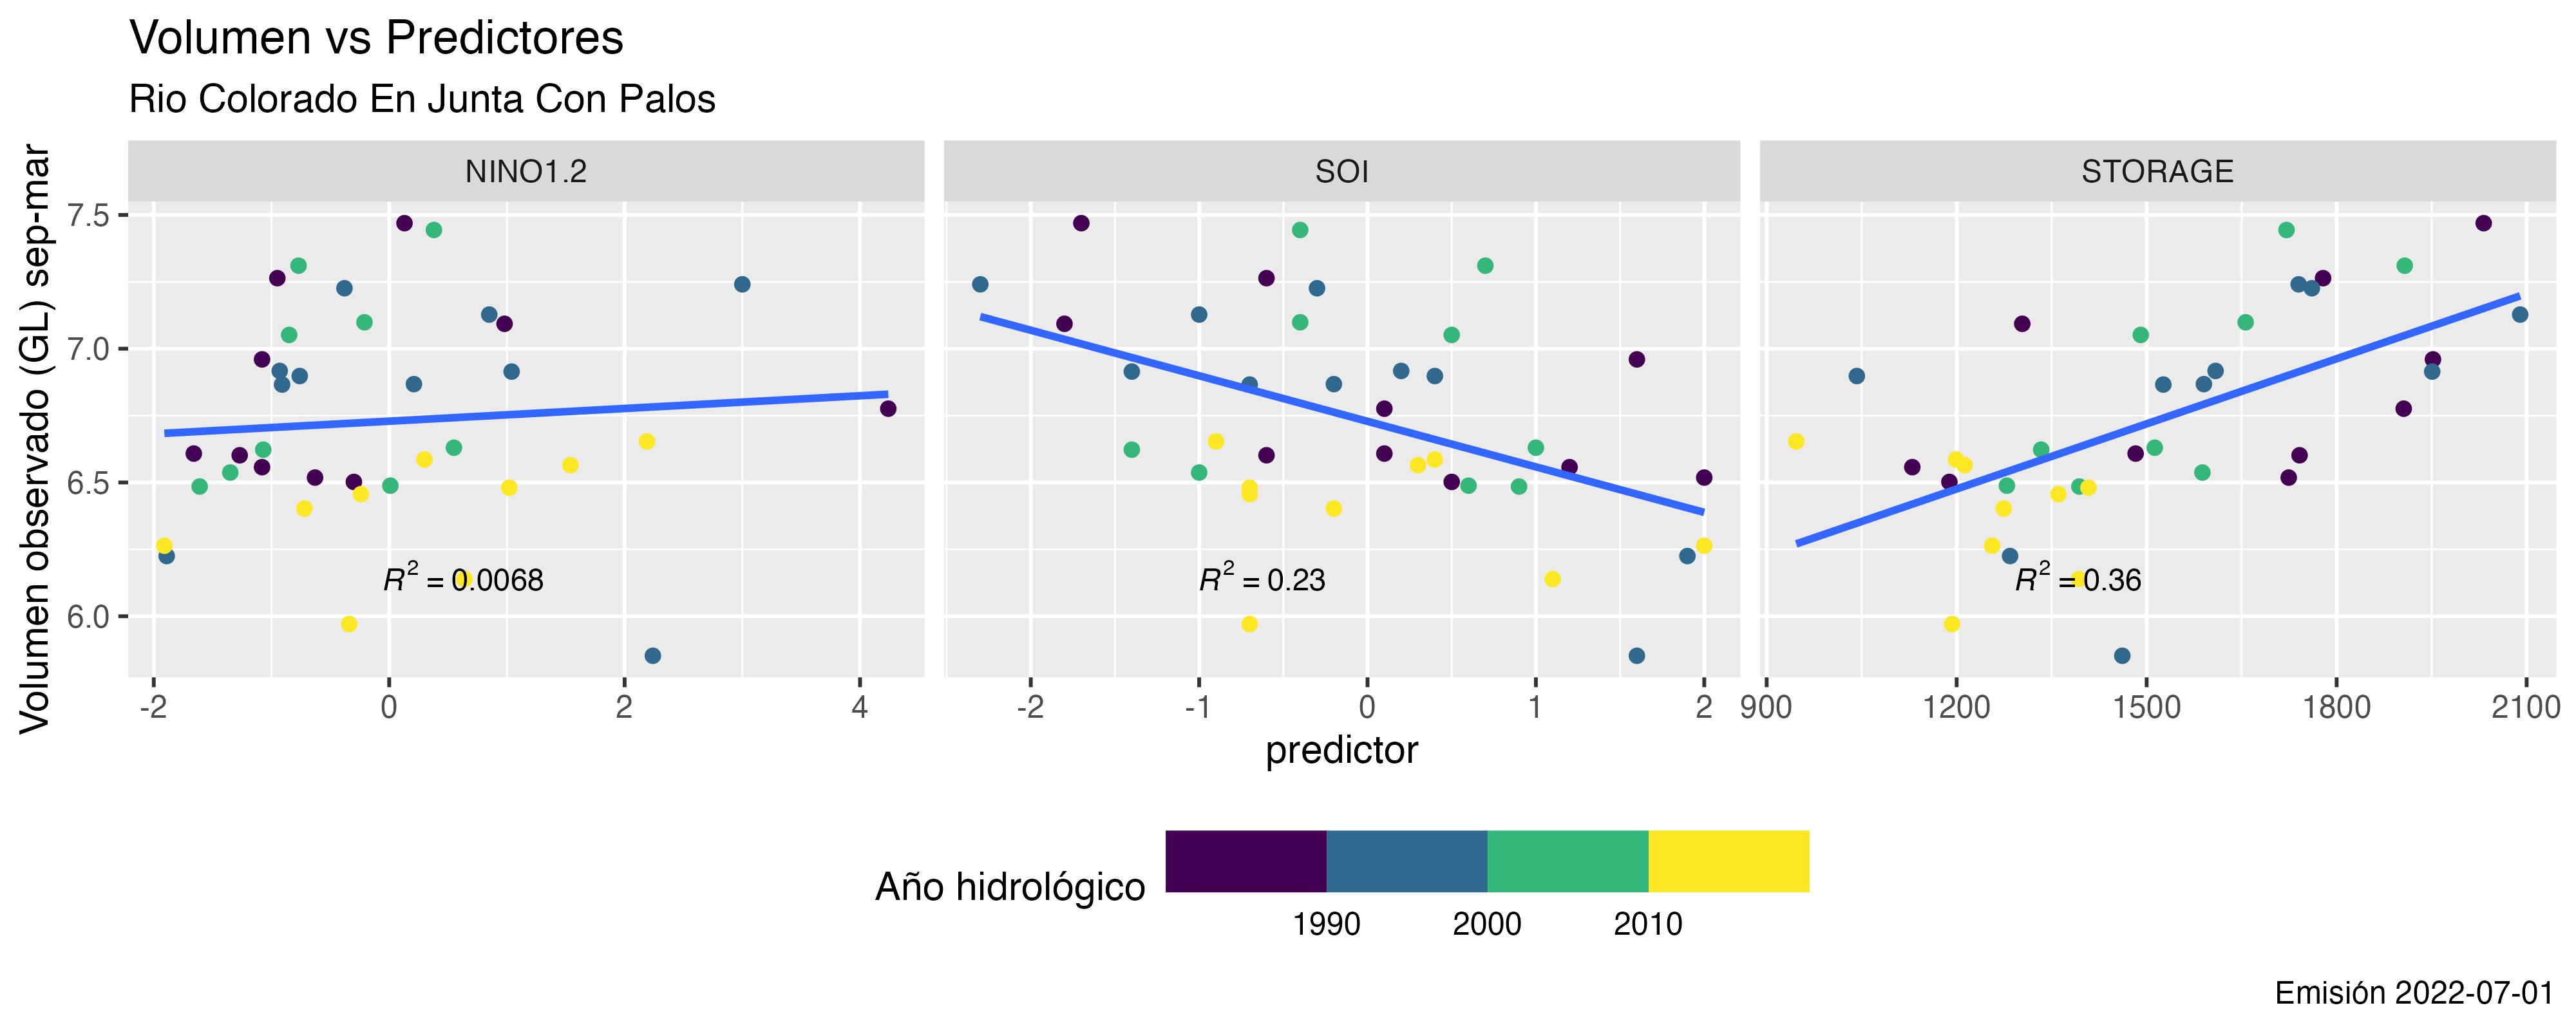 Volumen vs Predictores
Rio Colorado En Junta Con Palos
Volumen observado (GL) sep-mar
NINO1.2
SOI
STORAGE
7.5
7.0
6.5
6.0
R² = 0.0068
R² = 0.23
R² = 0.36
-2 0 2 4
-2 -1 0 1 2
900 1200 1500 1800 2100
predictor
Año hidrológico
1990 2000 2010
Emisión 2022-07-01